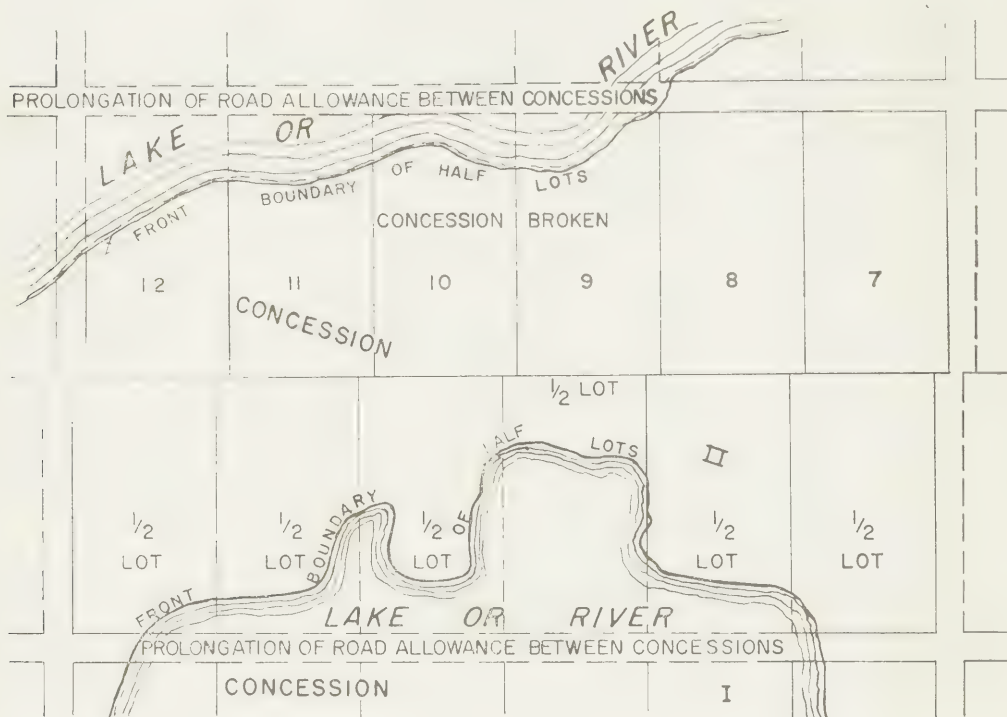 RIVER
PROLONGATION OF ROAD ALLOWANCE BETWEEN CONCESSIONS
LAKE OR
FRONT BOUNDARY OF HALF LOTS
CONCESSION BROKEN
12 11 10 9 8 7
CONCESSION
1/2 LOT
HALF LOTS
II
BOUNDARY OF
1/2 LOT 1/2 LOT 1/2 LOT 1/2 LOT 1/2 LOT
FRONT
LAKE OR RIVER
PROLONGATION OF ROAD ALLOWANCE BETWEEN CONCESSIONS
CONCESSION I